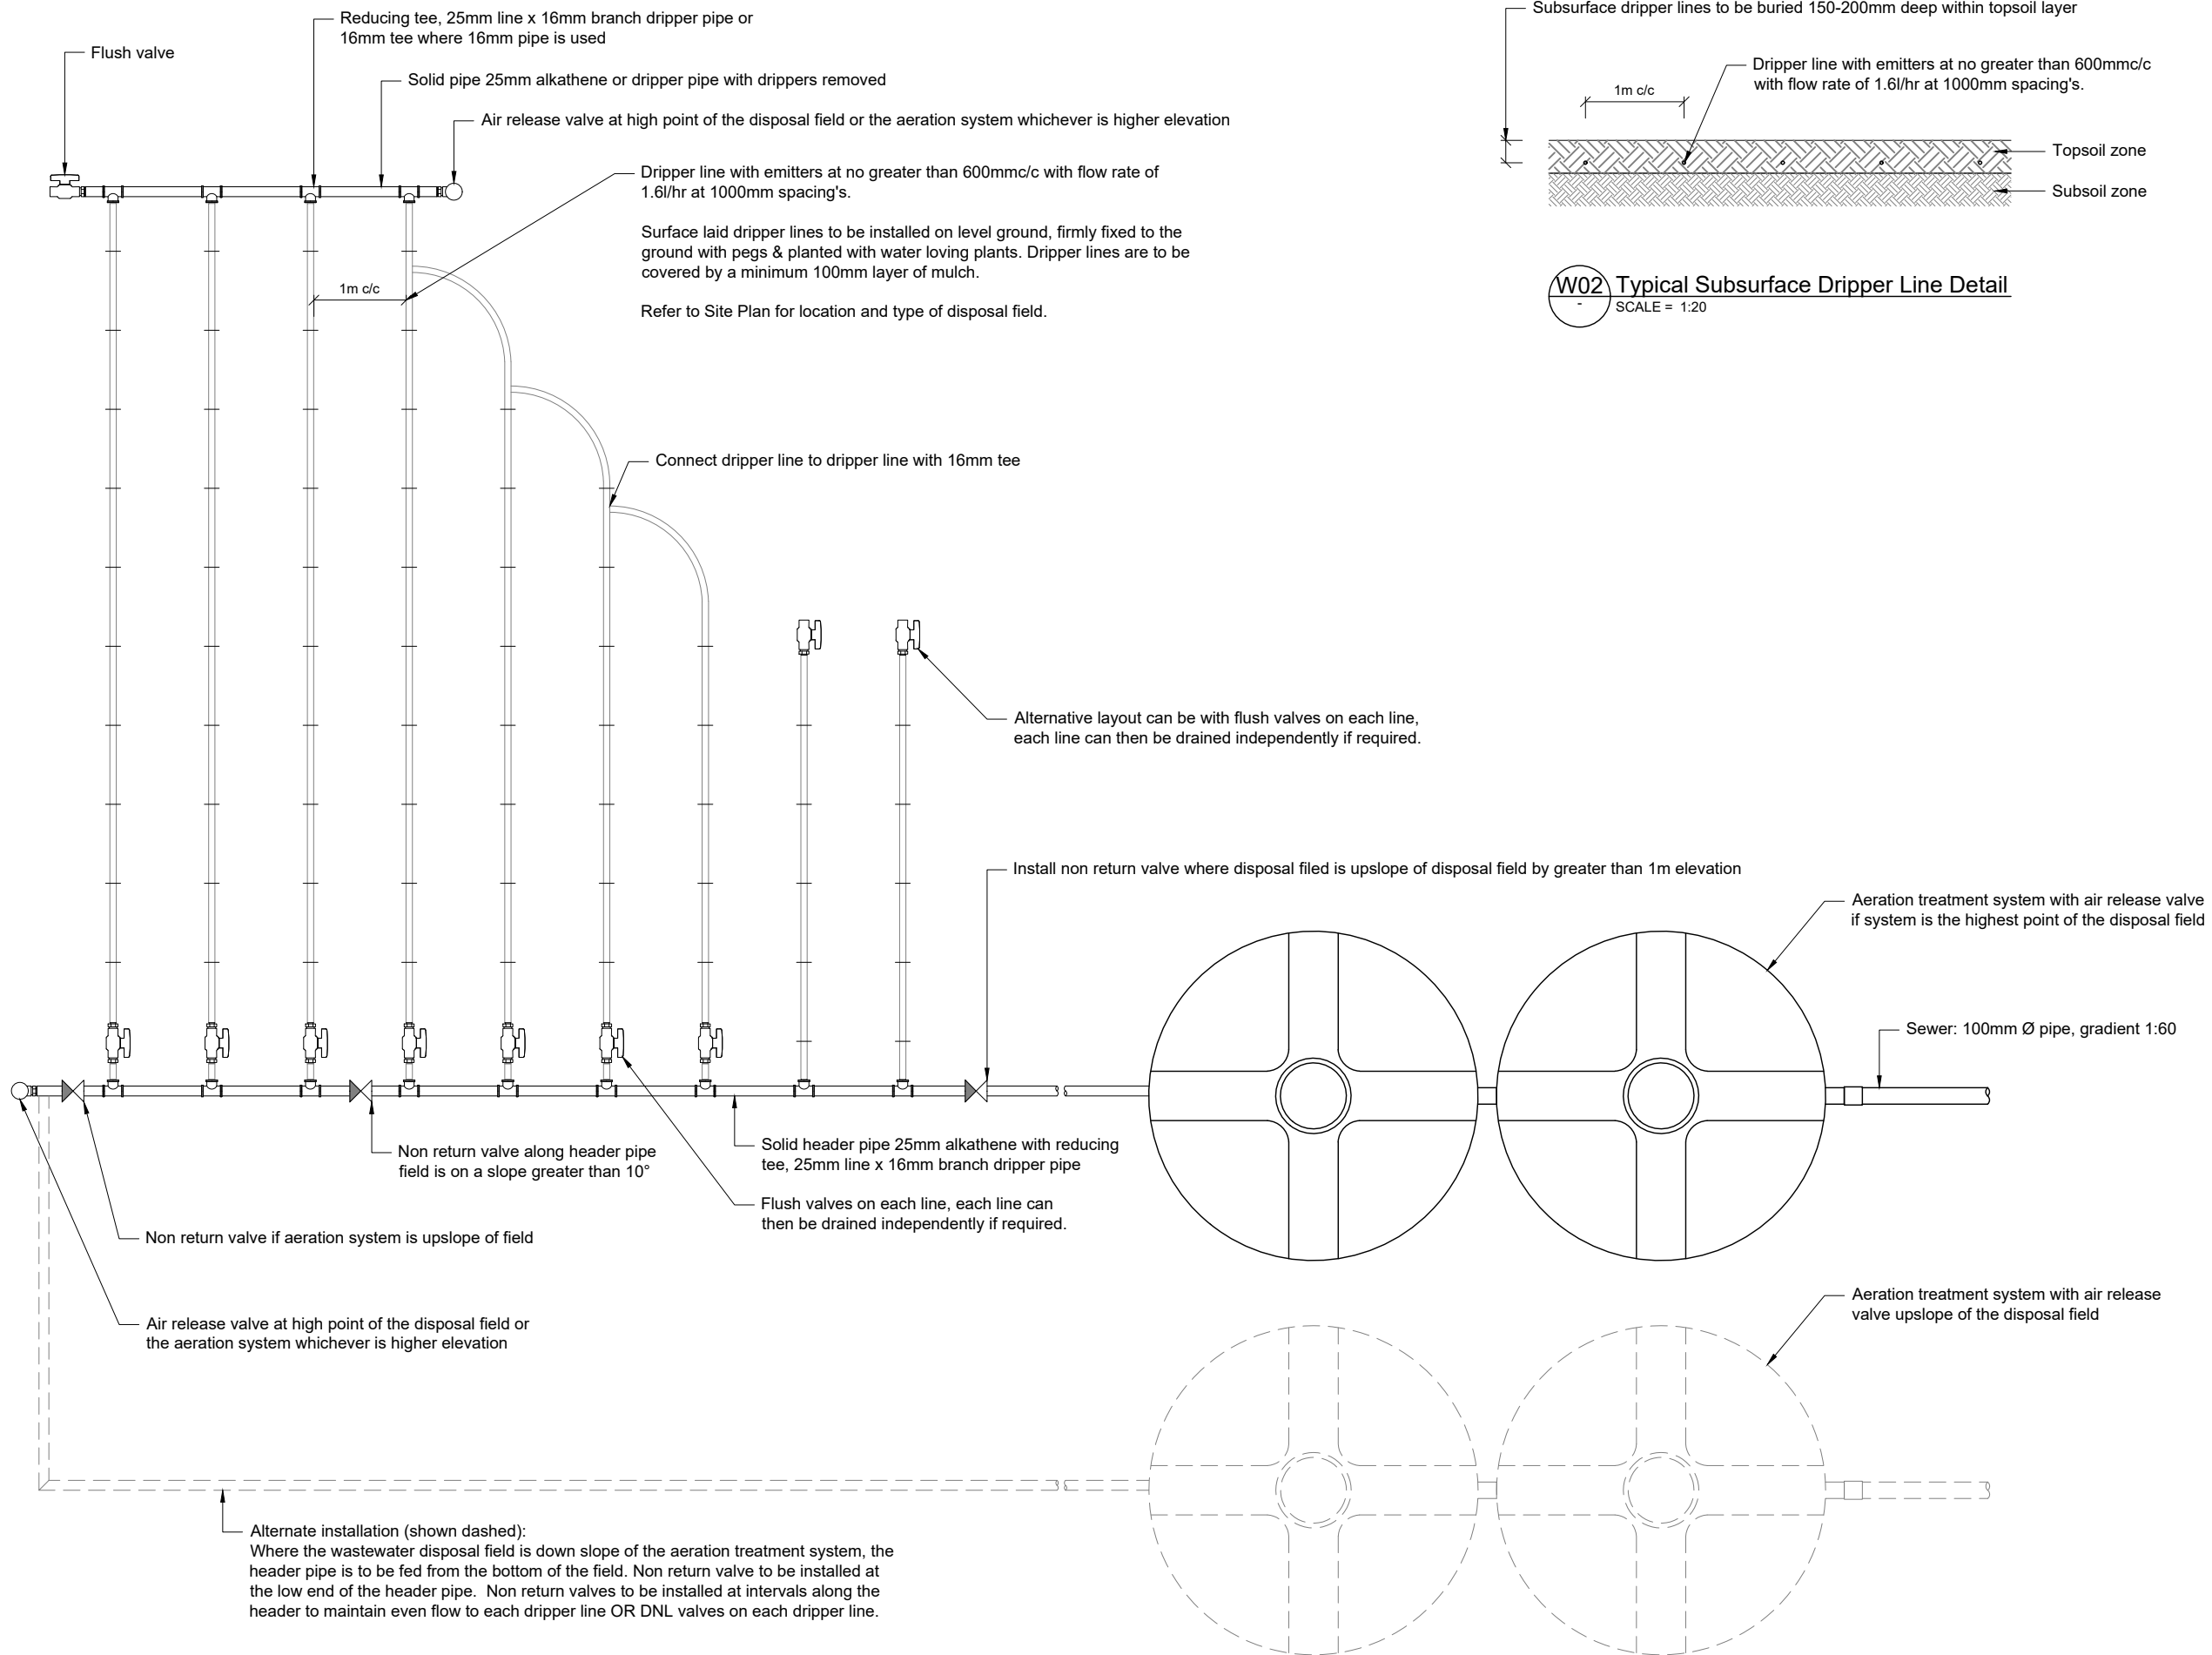 Reducing tee, 25mm line x 16mm branch dripper pipe or
16mm tee where 16mm pipe is used
Flush valve
Solid pipe 25mm alkathene or dripper pipe with drippers removed
Air release valve at high point of the disposal field or the aeration system whichever is higher elevation
Dripper line with emitters at no greater than 600mmc/c with flow rate of
1.6l/hr at 1000mm spacing's.
Surface laid dripper lines to be installed on level ground, firmly fixed to the
ground with pegs & planted with water loving plants. Dripper lines are to be
covered by a minimum 100mm layer of mulch.
Refer to Site Plan for location and type of disposal field.
1m c/c
Subsurface dripper lines to be buried 150-200mm deep within topsoil layer
Dripper line with emitters at no greater than 600mmc/c
with flow rate of 1.6l/hr at 1000mm spacing's.
1m c/c
Topsoil zone
Subsoil zone
W02
-
Typical Subsurface Dripper Line Detail
SCALE = 1:20
Connect dripper line to dripper line with 16mm tee
Alternative layout can be with flush valves on each line,
each line can then be drained independently if required.
Install non return valve where disposal filed is upslope of disposal field by greater than 1m elevation
Aeration treatment system with air release valve
if system is the highest point of the disposal field
Sewer: 100mm Ø pipe, gradient 1:60
Non return valve along header pipe
field is on a slope greater than 10°
Solid header pipe 25mm alkathene with reducing
tee, 25mm line x 16mm branch dripper pipe
Flush valves on each line, each line can
then be drained independently if required.
Non return valve if aeration system is upslope of field
Air release valve at high point of the disposal field or
the aeration system whichever is higher elevation
Aeration treatment system with air release
valve upslope of the disposal field
Alternate installation (shown dashed):
Where the wastewater disposal field is down slope of the aeration treatment system, the
header pipe is to be fed from the bottom of the field. Non return valve to be installed at
the low end of the header pipe. Non return valves to be installed at intervals along the
header to maintain even flow to each dripper line OR DNL valves on each dripper line.